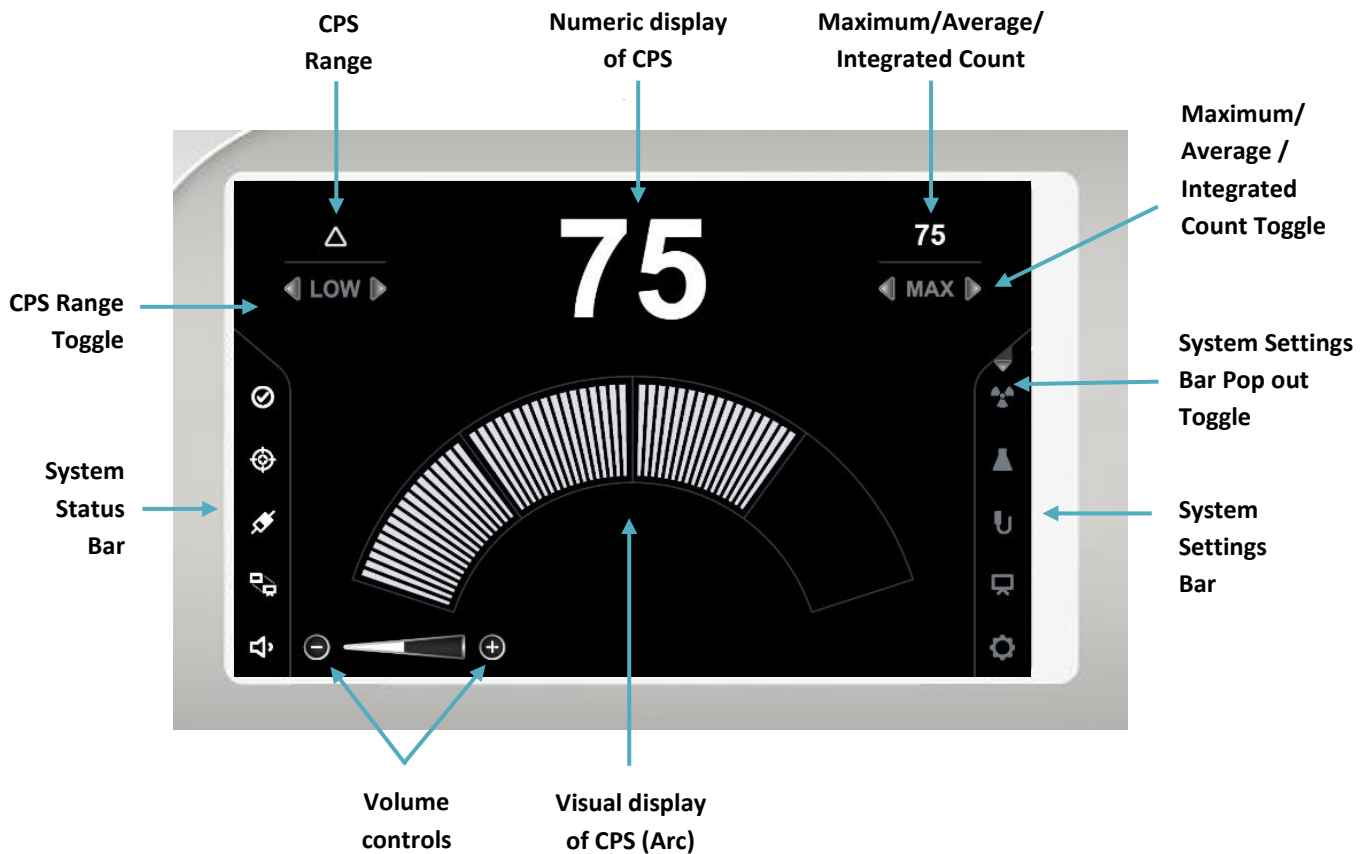 CPS
Range
Numeric display
of CPS
Maximum/Average/
Integrated Count
Maximum/
Average /
Integrated
Count Toggle
75
75
LOW
MAX
CPS Range
Toggle
System Settings
Bar Pop out
Toggle
System
Status
Bar
System
Settings
Bar
Volume
controls
Visual display
of CPS (Arc)